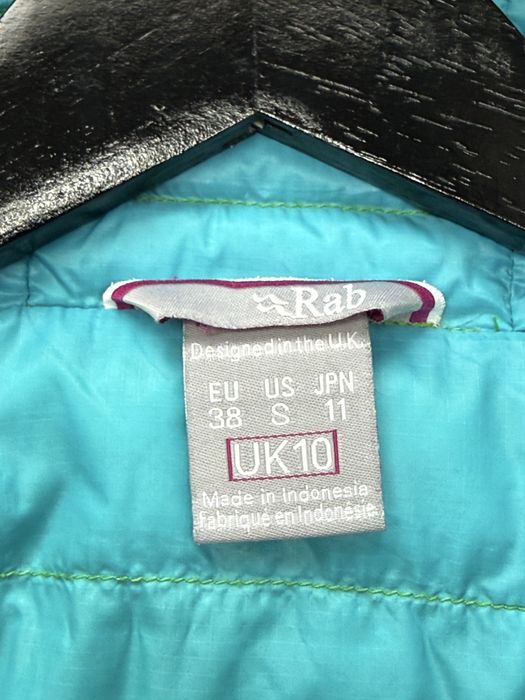 Rab
Designed in the U.K.
EU US JPN
38 S 11
UK10
Made in Indonesia
Fabriqué en Indonésie